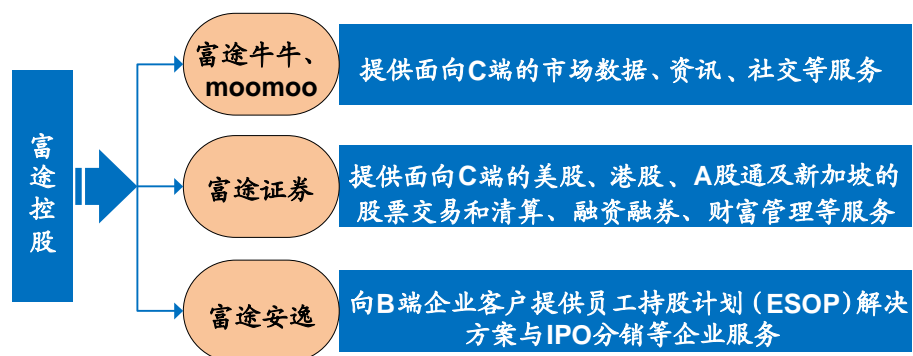 富途控股
富途牛牛、
moomoo
提供面向C端的市场数据、资讯、社交等服务
富途证券
提供面向C端的美股、港股、A股通及新加坡的
股票交易和清算、融资融券、财富管理等服务
富途安逸
向B端企业客户提供员工持股计划（ESOP）解决
方案与IPO分销等企业服务